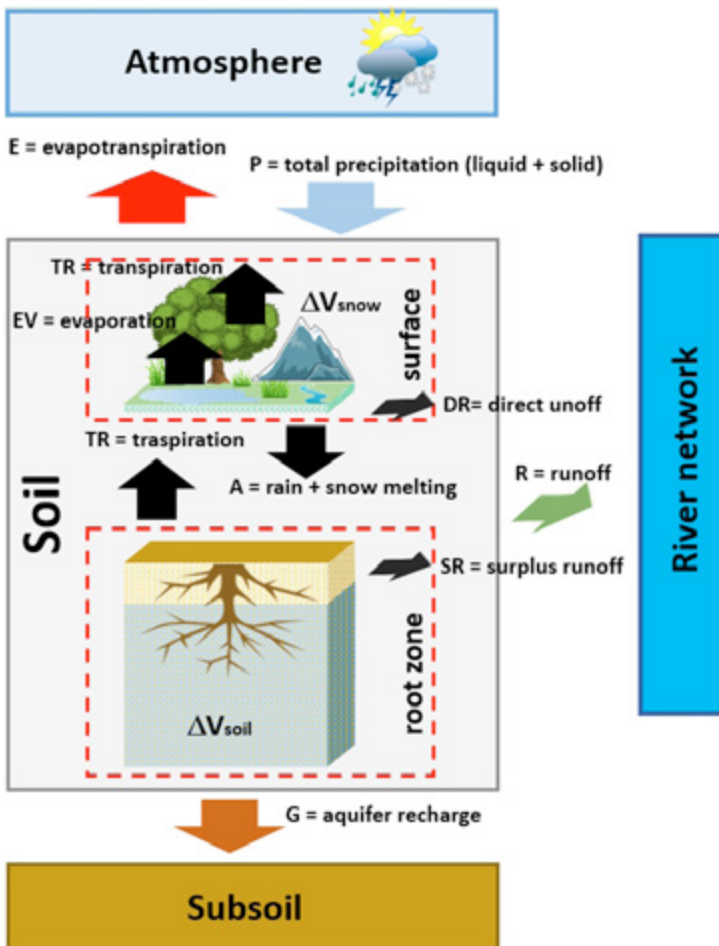 Atmosphere
E = evapotranspiration
P = total precipitation (liquid + solid)
TR = transpiration
ΔVsnow
EV = evaporation
surface
DR= direct unoff
TR = traspiration
A = rain + snow melting
R = runoff
Soil
River network
SR = surplus runoff
root zone
ΔVsoil
G = aquifer recharge
Subsoil